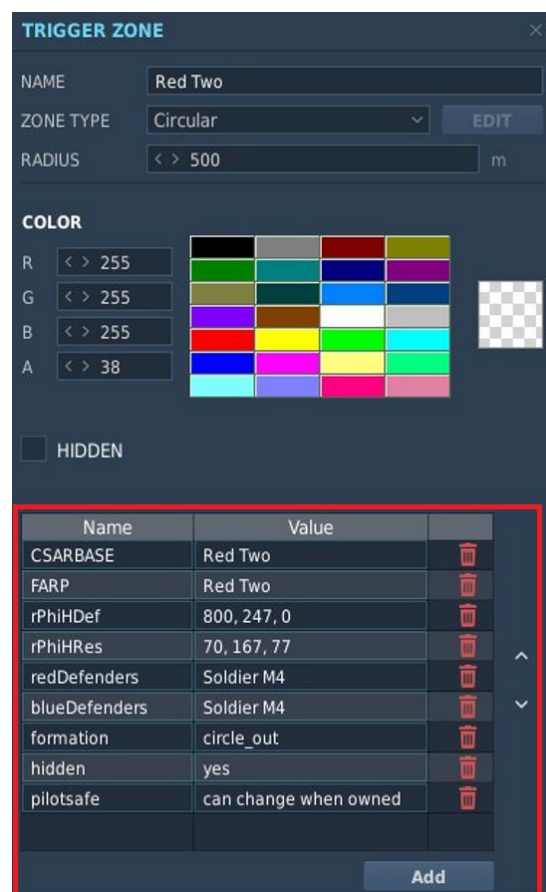 TRIGGER ZONE ×
NAME Red Two
ZONE TYPE Circular EDIT
RADIUS < > 500 m
COLOR
R < > 255
G < > 255
B < > 255
A < > 38
HIDDEN
Name Value
CSARBASE Red Two
FARP Red Two
rPhiHDef 800, 247, 0
rPhiHRes 70, 167, 77
redDefenders Soldier M4
blueDefenders Soldier M4
formation circle_out
hidden yes
pilotsafe can change when owned
Add